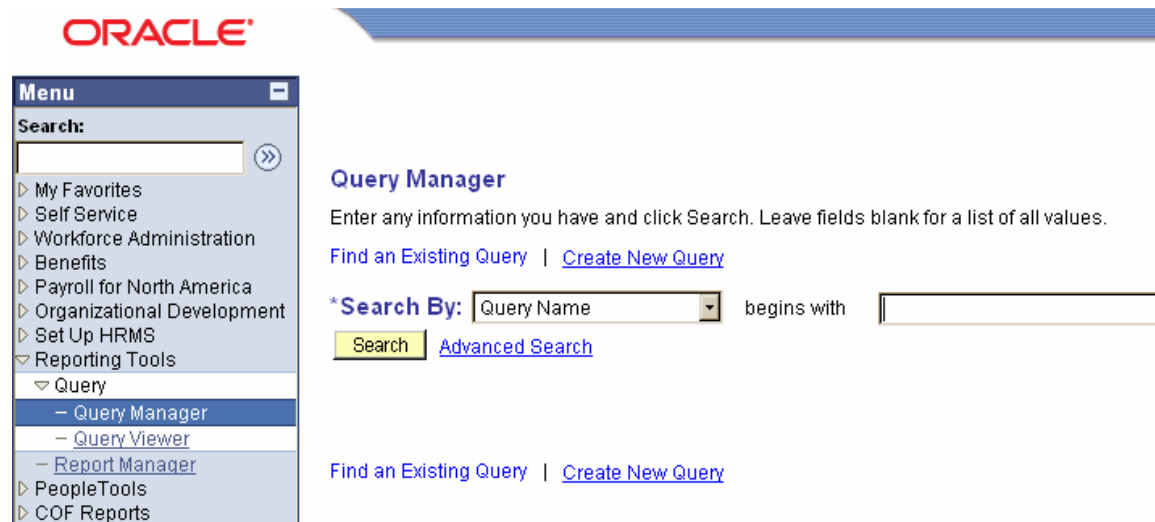 ORACLE
Menu
Search:
My Favorites
Self Service
Workforce Administration
Benefits
Payroll for North America
Organizational Development
Set Up HRMS
Reporting Tools
Query
Query Manager
Query Viewer
Report Manager
PeopleTools
COF Reports
Query Manager
Enter any information you have and click Search. Leave fields blank for a list of all values.
Find an Existing Query | Create New Query
*Search By: Query Name begins with
Search Advanced Search
Find an Existing Query | Create New Query